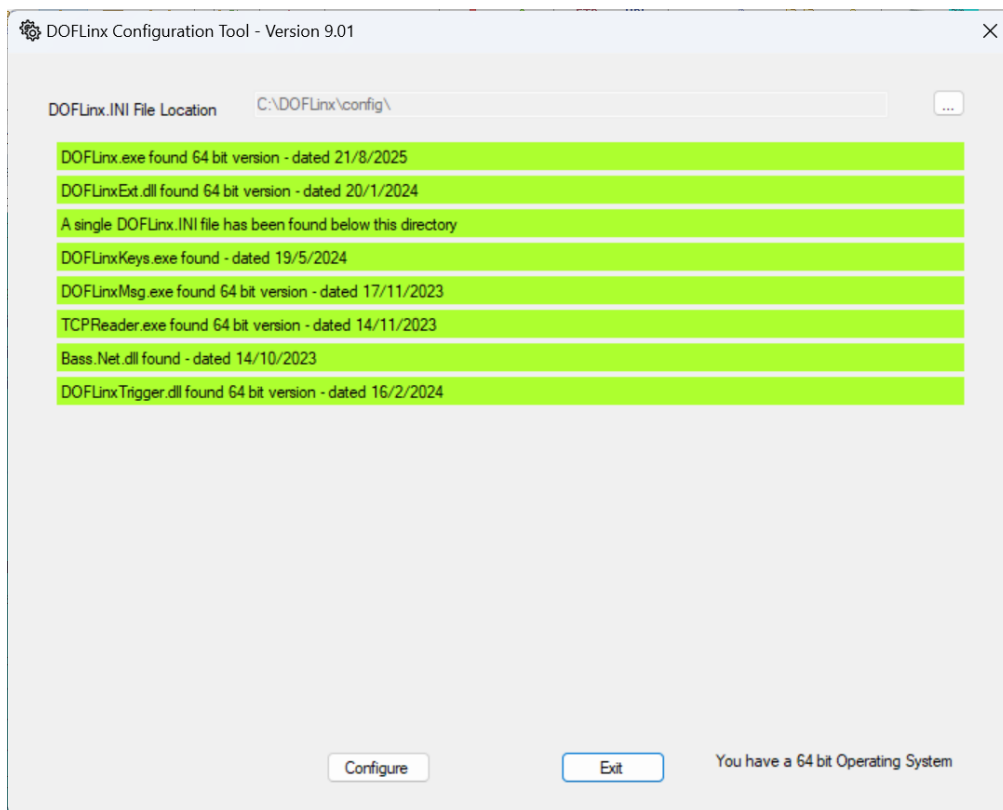 DOFLinx Configuration Tool - Version 9.01
DOFLinx.INI File Location
C:\DOFLinx\config\
...
DOFLinx.exe found 64 bit version - dated 21/8/2025
DOFLinxExt.dll found 64 bit version - dated 20/1/2024
A single DOFLinx.INI file has been found below this directory
DOFLinxKeys.exe found - dated 19/5/2024
DOFLinxMsg.exe found 64 bit version - dated 17/11/2023
TCPReader.exe found 64 bit version - dated 14/11/2023
Bass.Net.dll found - dated 14/10/2023
DOFLinxTrigger.dll found 64 bit version - dated 16/2/2024
Configure
Exit
You have a 64 bit Operating System